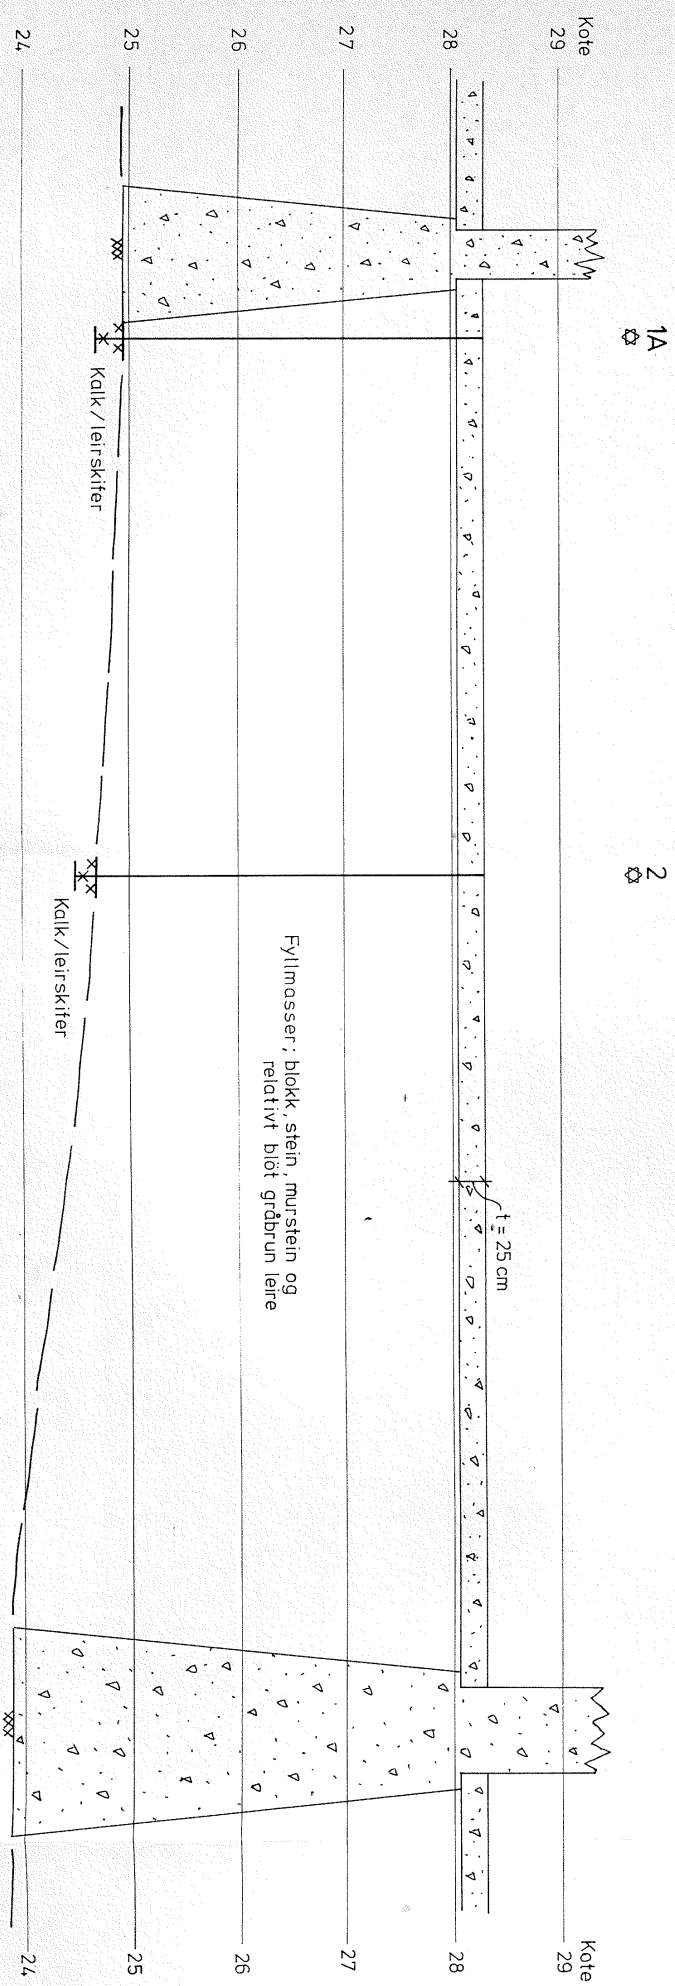 1A
2
Kote
29
28
27
26
25
24
Kote
29
28
27
26
25
24
t = 25 cm
Fyllmasser; blokk, stein, murstein og
relativt blöt gråbrun leire
Kalk / leirskifer
Kalk/leirskifer